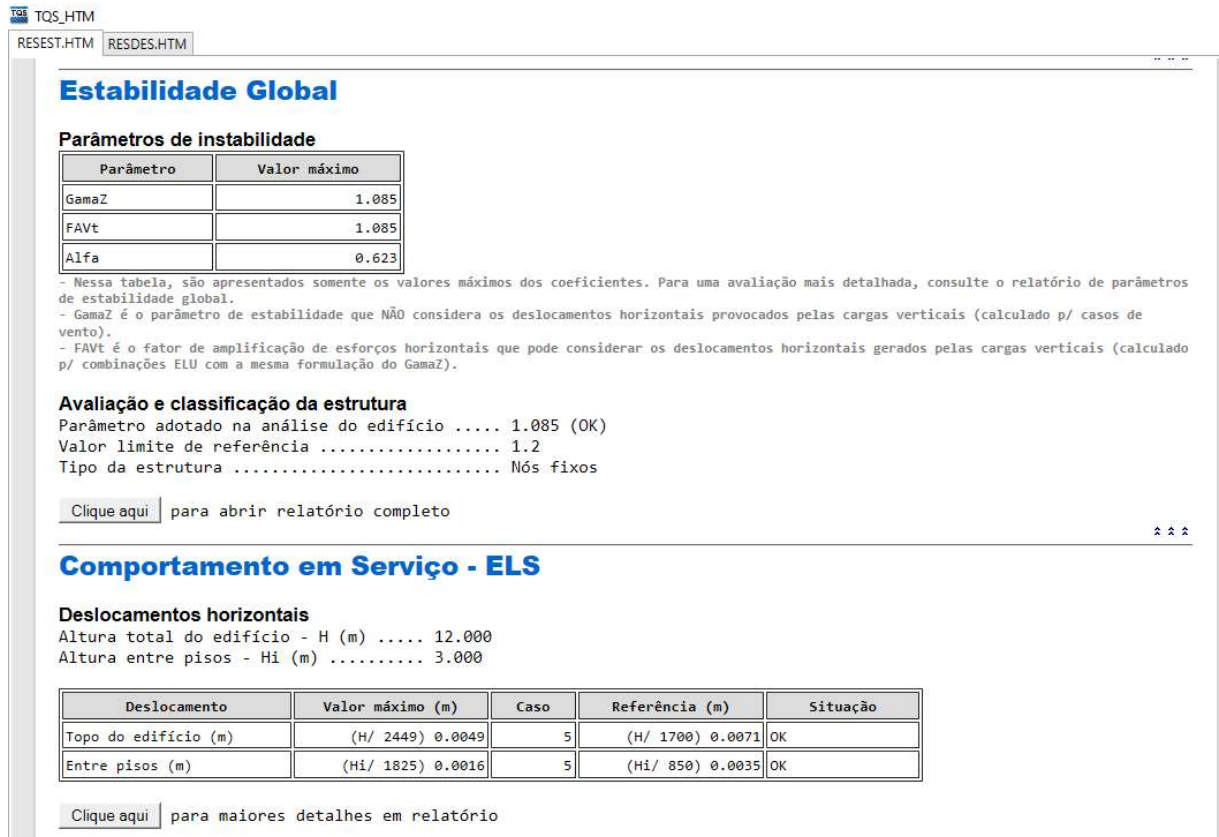 TQS TQS_HTM
RESEST.HTM RESDES.HTM
Estabilidade Global
Parâmetros de instabilidade
Parâmetro Valor máximo
GamaZ 1.085
FAVt 1.085
Alfa 0.623
- Nessa tabela, são apresentados somente os valores máximos dos coeficientes. Para uma avaliação mais detalhada, consulte o relatório de parâmetros
de estabilidade global.
- GamaZ é o parâmetro de estabilidade que NÃO considera os deslocamentos horizontais provocados pelas cargas verticais (calculado p/ casos de
vento).
- FAVt é o fator de amplificação de esforços horizontais que pode considerar os deslocamentos horizontais gerados pelas cargas verticais (calculado
p/ combinações ELU com a mesma formulação do GamaZ).
Avaliação e classificação da estrutura
Parâmetro adotado na análise do edifício ..... 1.085 (OK)
Valor limite de referência ................... 1.2
Tipo da estrutura ............................ Nós fixos
Clique aqui para abrir relatório completo
Comportamento em Serviço - ELS
Deslocamentos horizontais
Altura total do edifício - H (m) ..... 12.000
Altura entre pisos - Hi (m) .......... 3.000
Deslocamento Valor máximo (m) Caso Referência (m) Situação
Topo do edifício (m) (H/ 2449) 0.0049 5 (H/ 1700) 0.0071 OK
Entre pisos (m) (Hi/ 1825) 0.0016 5 (Hi/ 850) 0.0035 OK
Clique aqui para maiores detalhes em relatório